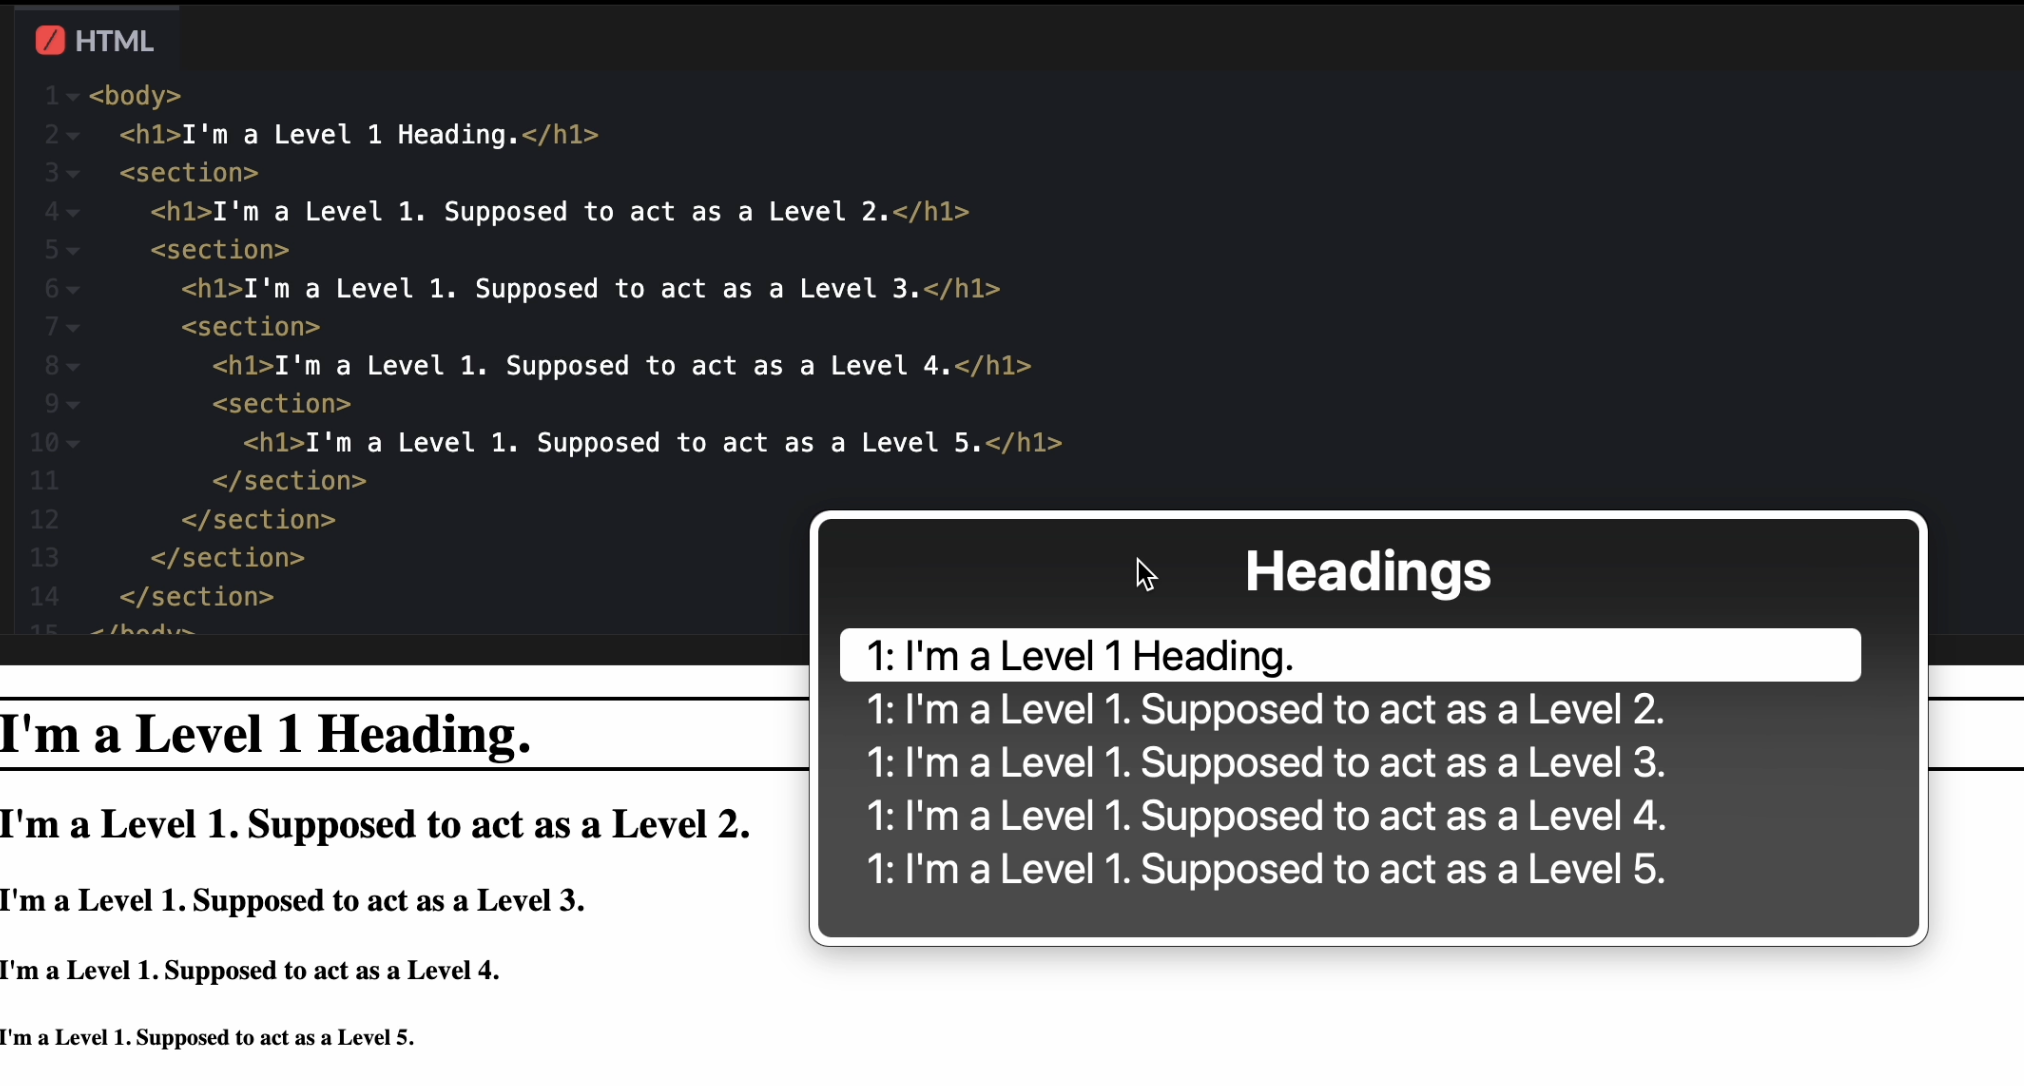 HTML
1 <body>
2 <h1>I'm a Level 1 Heading.</h1>
3 <section>
4 <h1>I'm a Level 1. Supposed to act as a Level 2.</h1>
5 <section>
6 <h1>I'm a Level 1. Supposed to act as a Level 3.</h1>
7 <section>
8 <h1>I'm a Level 1. Supposed to act as a Level 4.</h1>
9 <section>
10 <h1>I'm a Level 1. Supposed to act as a Level 5.</h1>
11 </section>
12 </section>
13 </section>
14 </section>
15 </body>
Headings
1: I'm a Level 1 Heading.
1: I'm a Level 1. Supposed to act as a Level 2.
1: I'm a Level 1. Supposed to act as a Level 3.
1: I'm a Level 1. Supposed to act as a Level 4.
1: I'm a Level 1. Supposed to act as a Level 5.
I'm a Level 1 Heading.
I'm a Level 1. Supposed to act as a Level 2.
I'm a Level 1. Supposed to act as a Level 3.
I'm a Level 1. Supposed to act as a Level 4.
I'm a Level 1. Supposed to act as a Level 5.